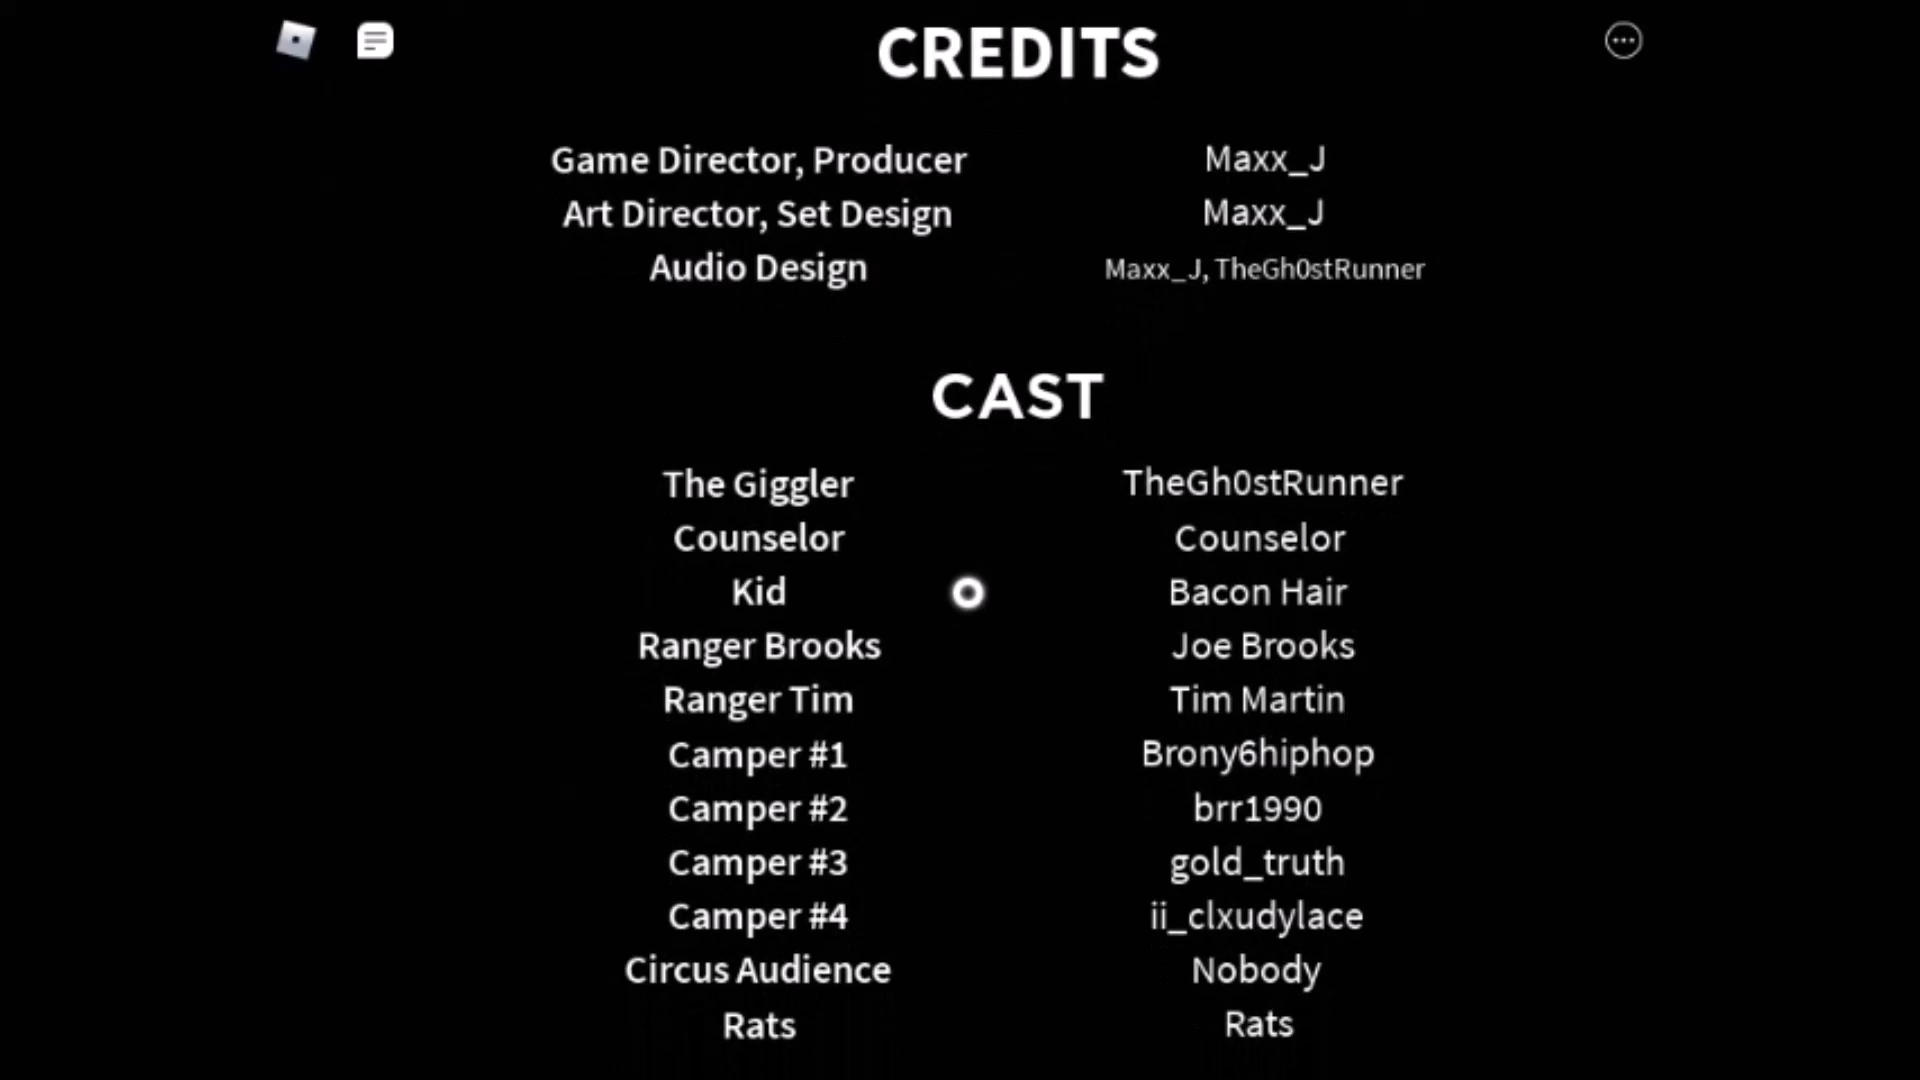 CREDITS
Game Director, Producer Maxx_J
Art Director, Set Design Maxx_J
Audio Design Maxx_J, TheGh0stRunner
CAST
The Giggler TheGh0stRunner
Counselor Counselor
Kid Bacon Hair
Ranger Brooks Joe Brooks
Ranger Tim Tim Martin
Camper #1 Brony6hiphop
Camper #2 brr1990
Camper #3 gold_truth
Camper #4 ii_clxudylace
Circus Audience Nobody
Rats Rats